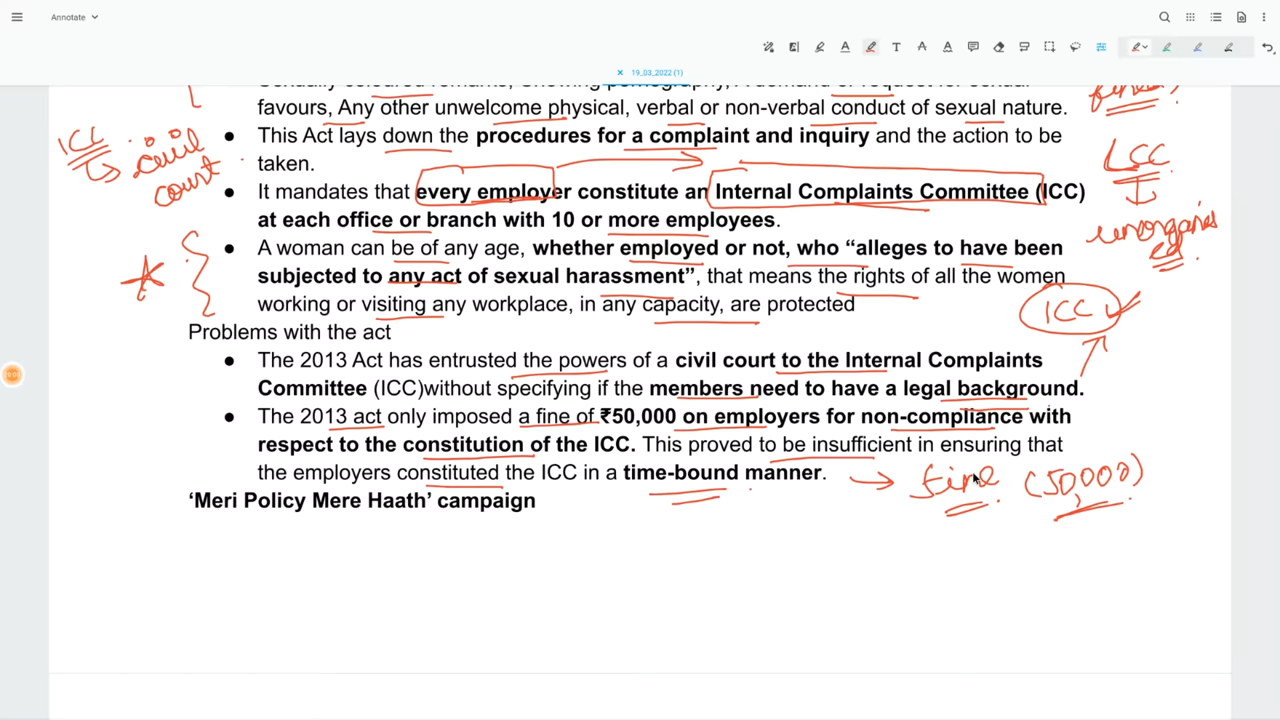 Annotate
19_03_2022 (1)
favours, Any other unwelcome physical, verbal or non-verbal conduct of sexual nature.
ICC
civil
court
● This Act lays down the procedures for a complaint and inquiry and the action to be
taken.
LCC
● It mandates that every employer constitute an Internal Complaints Committee (ICC)
at each office or branch with 10 or more employees.
● A woman can be of any age, whether employed or not, who “alleges to have been
subjected to any act of sexual harassment”, that means the rights of all the women
working or visiting any workplace, in any capacity, are protected
ICC
Problems with the act
● The 2013 Act has entrusted the powers of a civil court to the Internal Complaints
Committee (ICC)without specifying if the members need to have a legal background.
● The 2013 act only imposed a fine of ₹50,000 on employers for non-compliance with
respect to the constitution of the ICC. This proved to be insufficient in ensuring that
the employers constituted the ICC in a time-bound manner.
fine (50,000)
‘Meri Policy Mere Haath’ campaign